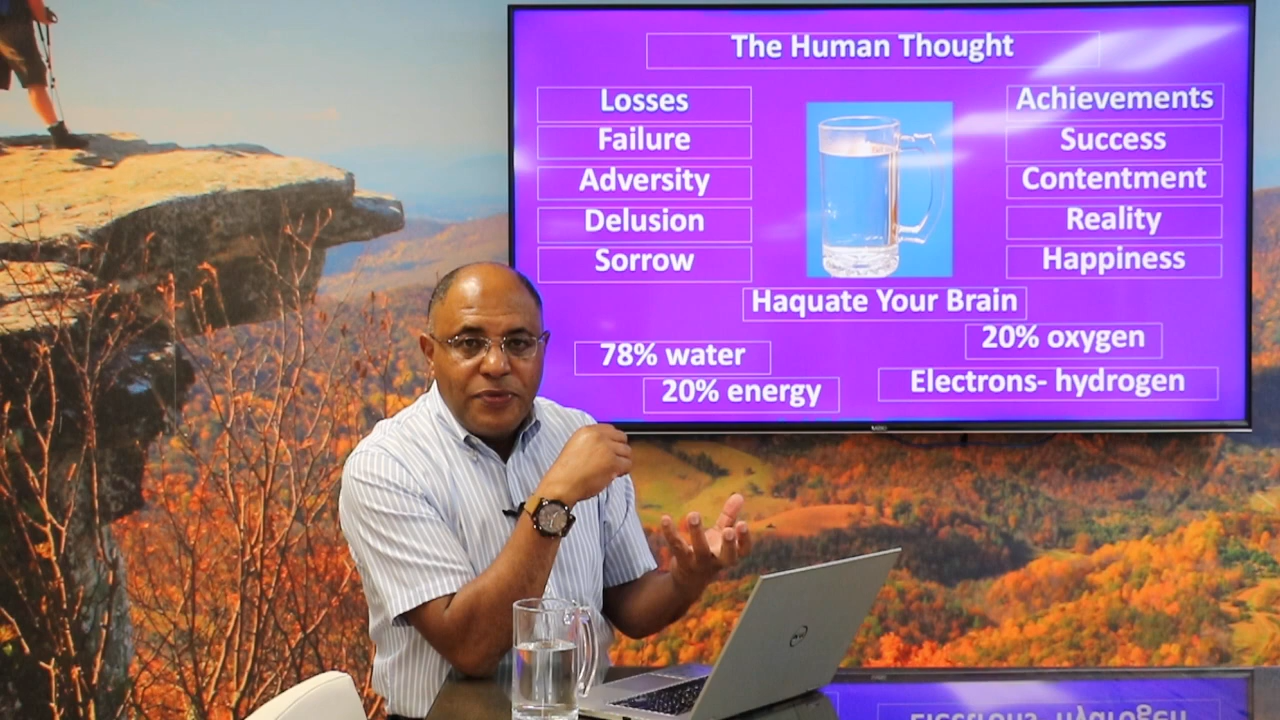 The Human Thought
Losses
Failure
Adversity
Delusion
Sorrow
Achievements
Success
Contentment
Reality
Happiness
Haquate Your Brain
78% water
20% energy
20% oxygen
Electrons- hydrogen
DELL